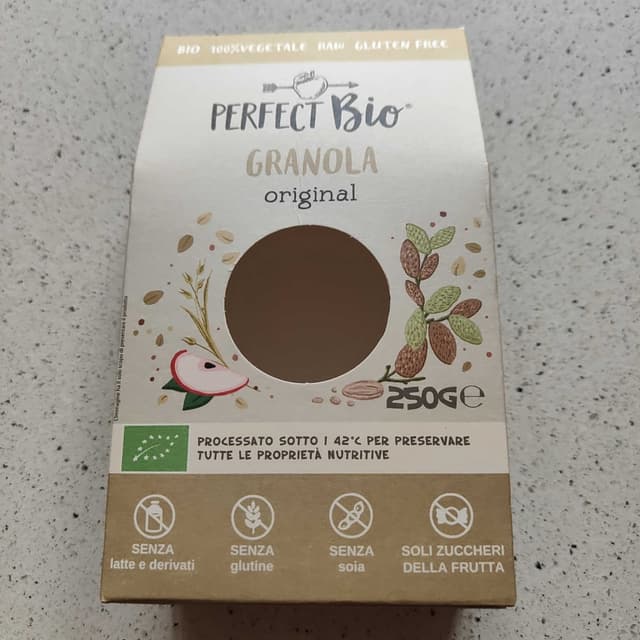 BIO 100%VEGETALE RAW GLUTEN FREE
PERFECT Bio®
GRANOLA
original
250G℮
PROCESSATO SOTTO I 42°C PER PRESERVARE
TUTTE LE PROPRIETÀ NUTRITIVE
SENZA
latte e derivati
SENZA
glutine
SENZA
soia
SOLI ZUCCHERI
DELLA FRUTTA